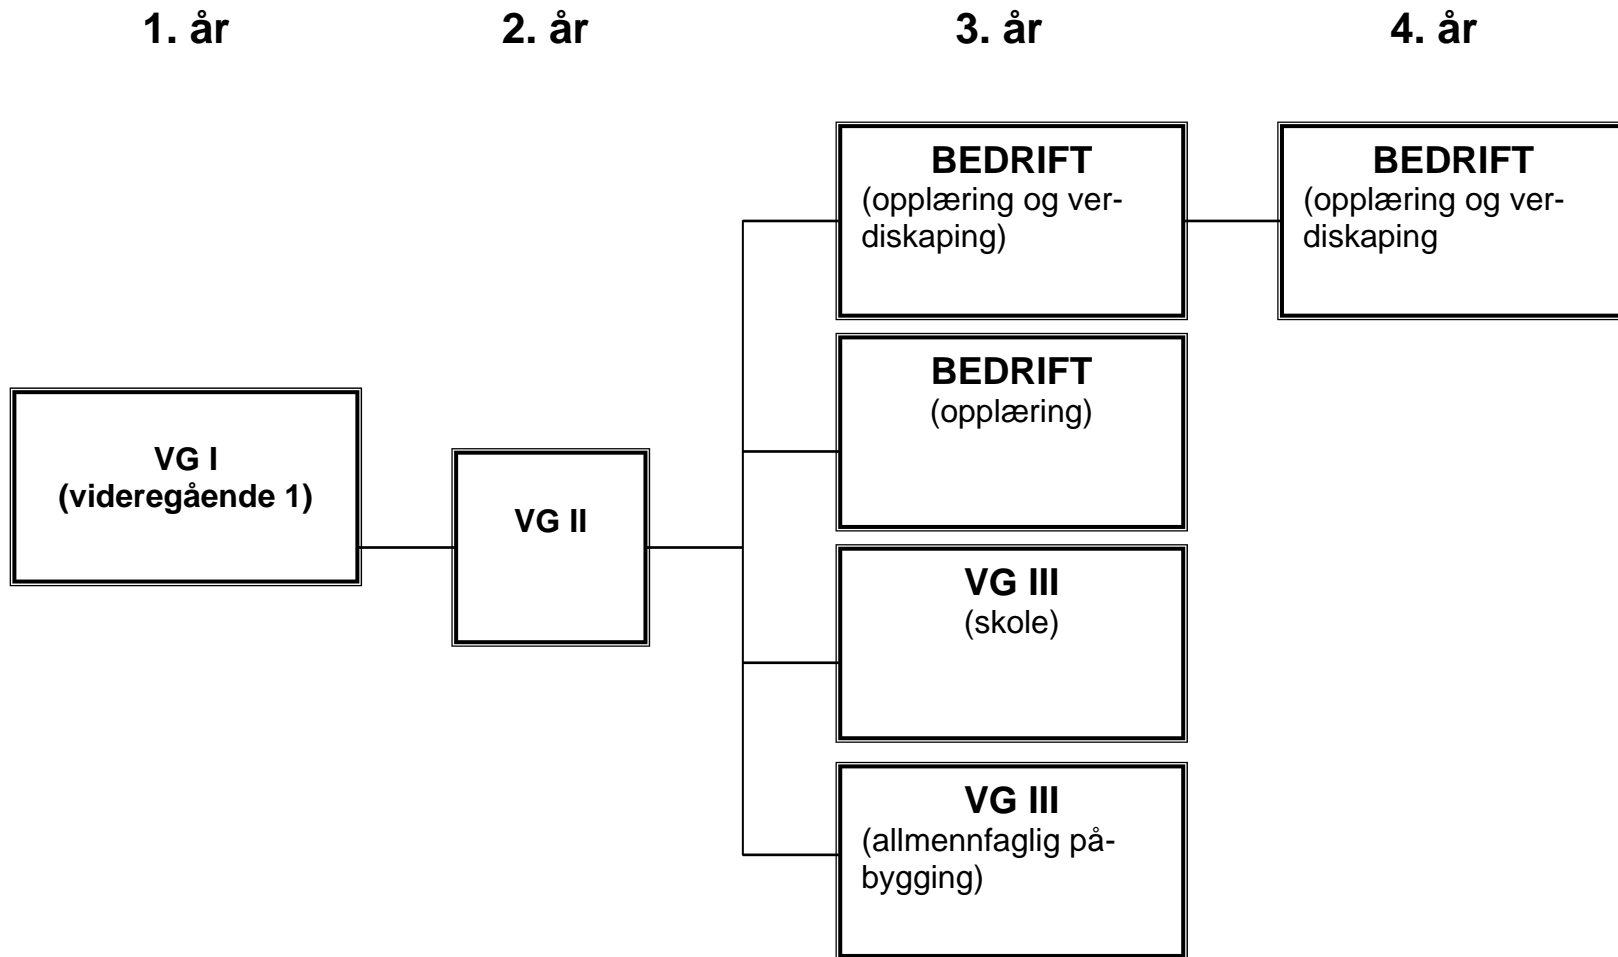 1. år
2. år
3. år
4. år
BEDRIFT
(opplæring og ver-
diskaping)
BEDRIFT
(opplæring og ver-
diskaping
BEDRIFT
(opplæring)
VG I
(videregående 1)
VG II
VG III
(skole)
VG III
(allmennfaglig på-
bygging)